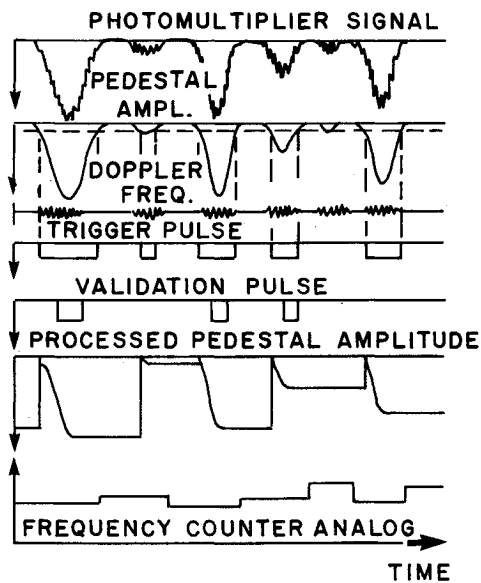 PHOTOMULTIPLIER SIGNAL
PEDESTAL
AMPL.
DOPPLER
FREQ.
TRIGGER PULSE
VALIDATION PULSE
PROCESSED PEDESTAL AMPLITUDE
FREQUENCY COUNTER ANALOG
TIME